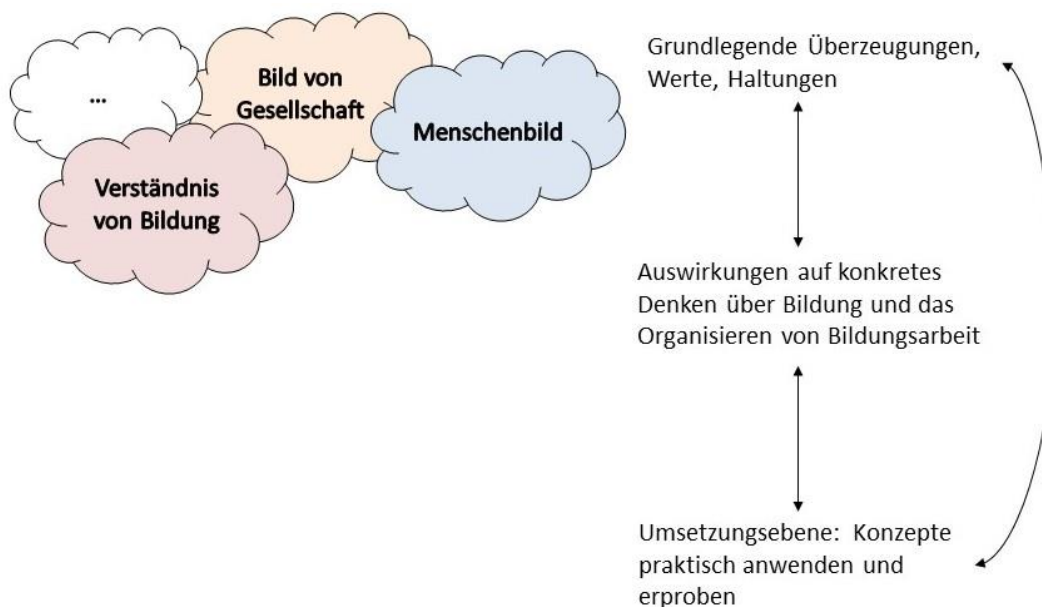 ...
Bild von
Gesellschaft
Menschenbild
Verständnis
von Bildung
Grundlegende Überzeugungen,
Werte, Haltungen
Auswirkungen auf konkretes
Denken über Bildung und das
Organisieren von Bildungsarbeit
Umsetzungsebene: Konzepte
praktisch anwenden und
erproben